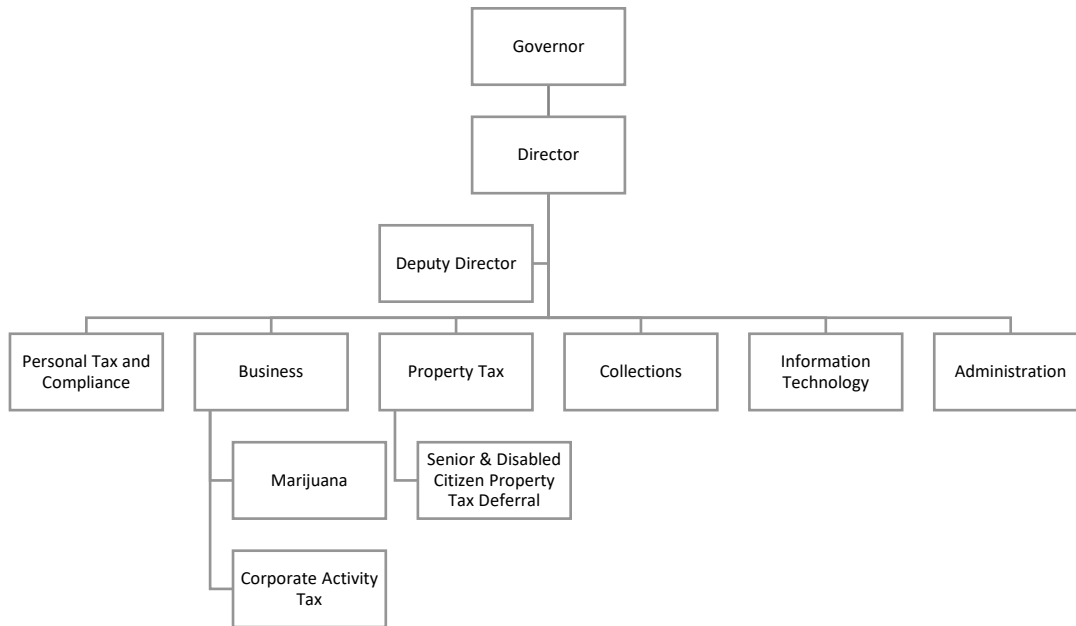 Governor
Director
Deputy Director
Personal Tax and
Compliance
Business
Property Tax
Collections
Information
Technology
Administration
Marijuana
Senior & Disabled
Citizen Property
Tax Deferral
Corporate Activity
Tax